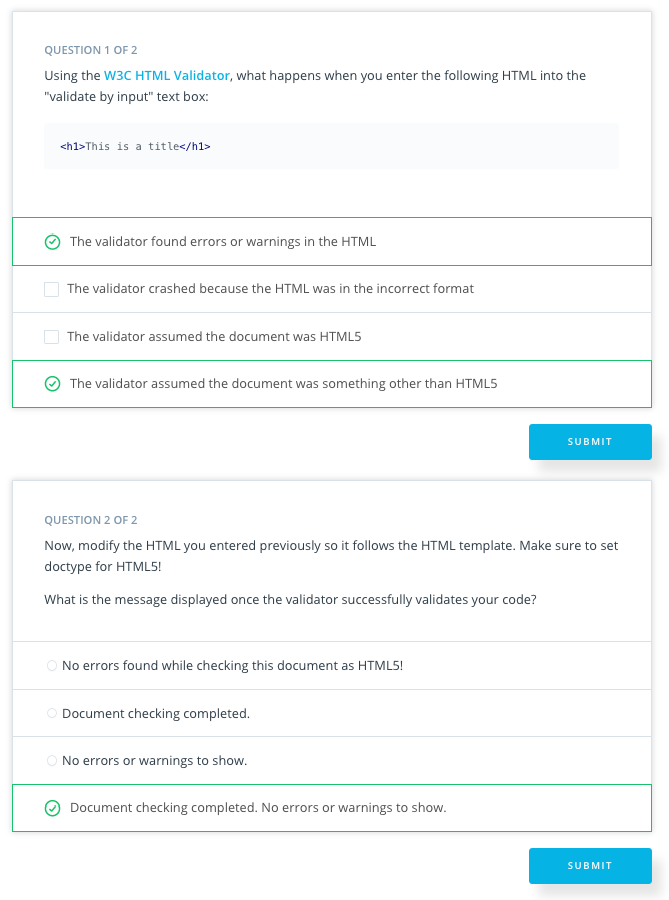 QUESTION 1 OF 2
Using the W3C HTML Validator, what happens when you enter the following HTML into the
"validate by input" text box:
<h1>This is a title</h1>
The validator found errors or warnings in the HTML
The validator crashed because the HTML was in the incorrect format
The validator assumed the document was HTML5
The validator assumed the document was something other than HTML5
SUBMIT
QUESTION 2 OF 2
Now, modify the HTML you entered previously so it follows the HTML template. Make sure to set
doctype for HTML5!
What is the message displayed once the validator successfully validates your code?
No errors found while checking this document as HTML5!
Document checking completed.
No errors or warnings to show.
Document checking completed. No errors or warnings to show.
SUBMIT